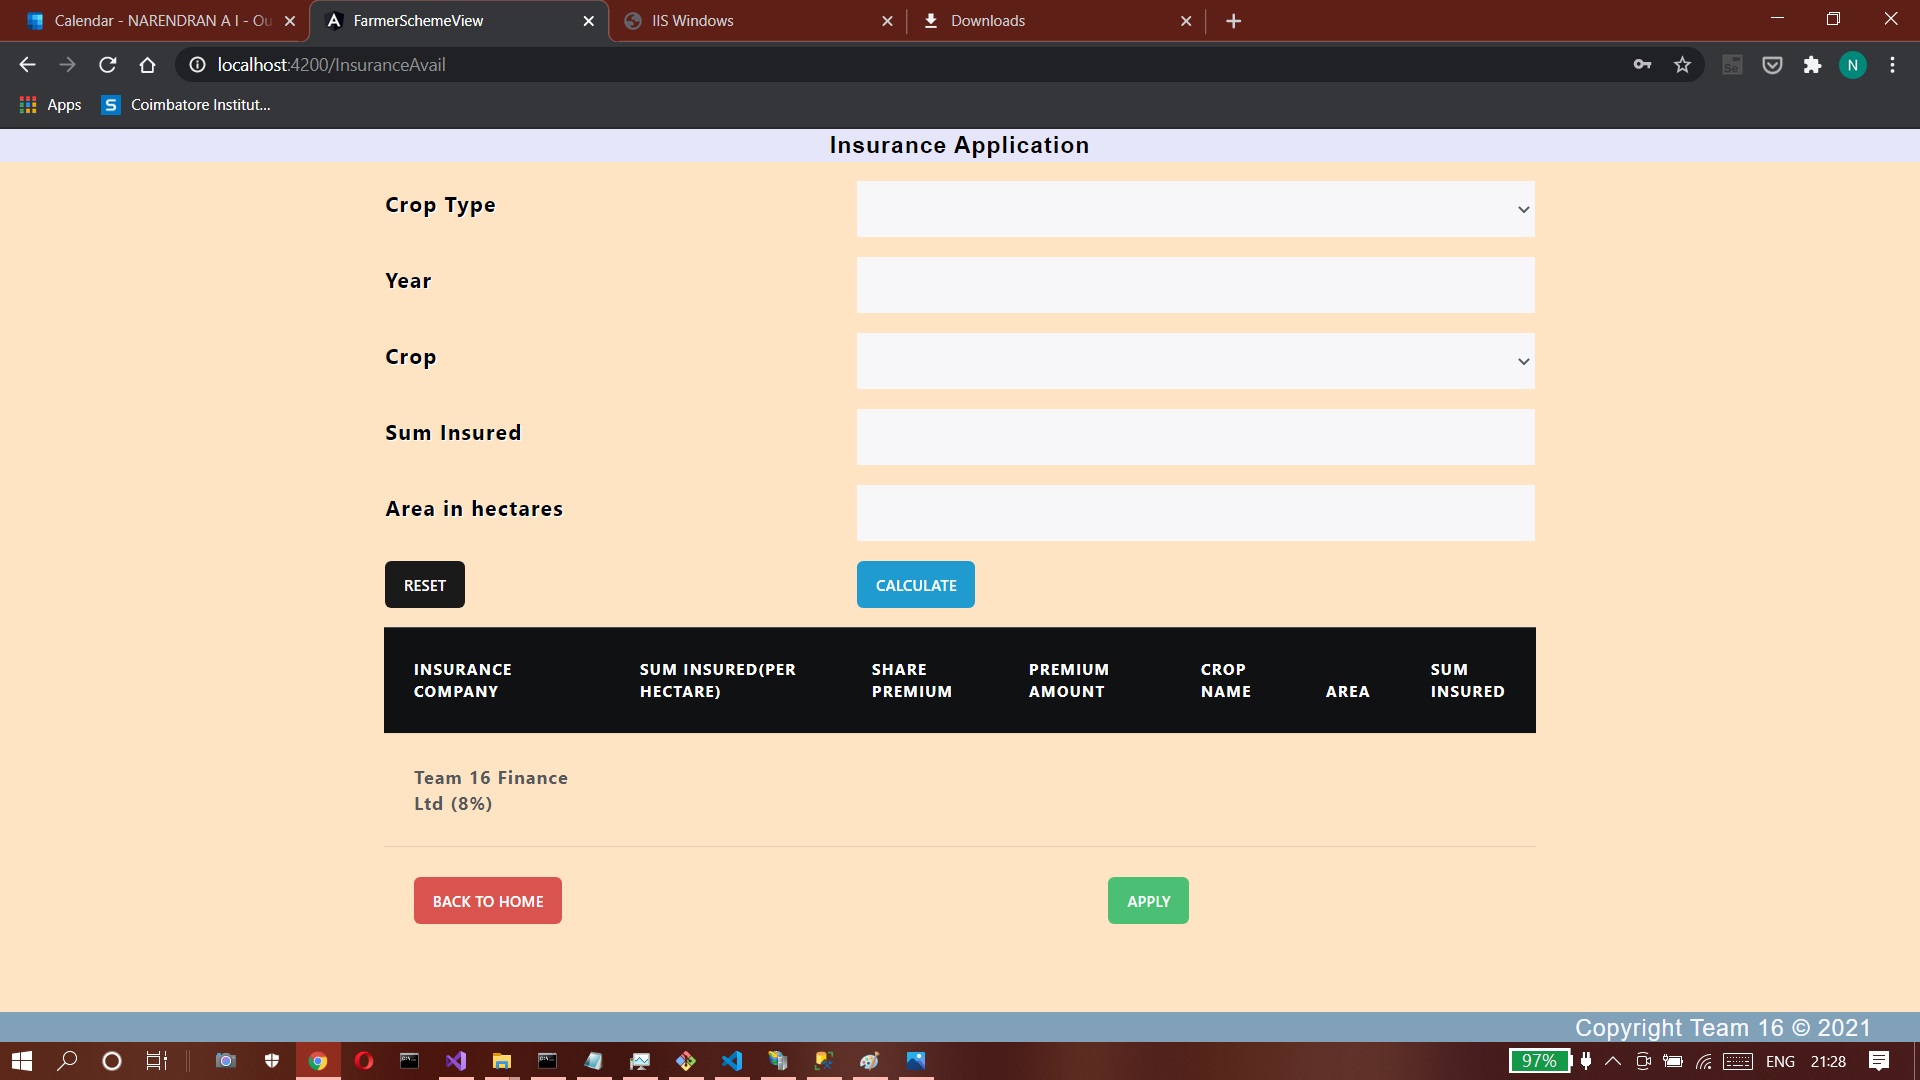 Calendar - NARENDRAN A I - Ou
FarmerSchemeView
IIS Windows
Downloads
localhost:4200/InsuranceAvail
N
Apps
S
Coimbatore Institut...
Insurance Application
Crop Type
Year
Crop
Sum Insured
Area in hectares
RESET
CALCULATE
INSURANCE COMPANY
SUM INSURED(PER HECTARE)
SHARE PREMIUM
PREMIUM AMOUNT
CROP NAME
AREA
SUM INSURED
Team 16 Finance
Ltd (8%)
BACK TO HOME
APPLY
Copyright Team 16 © 2021
97%
ENG
21:28